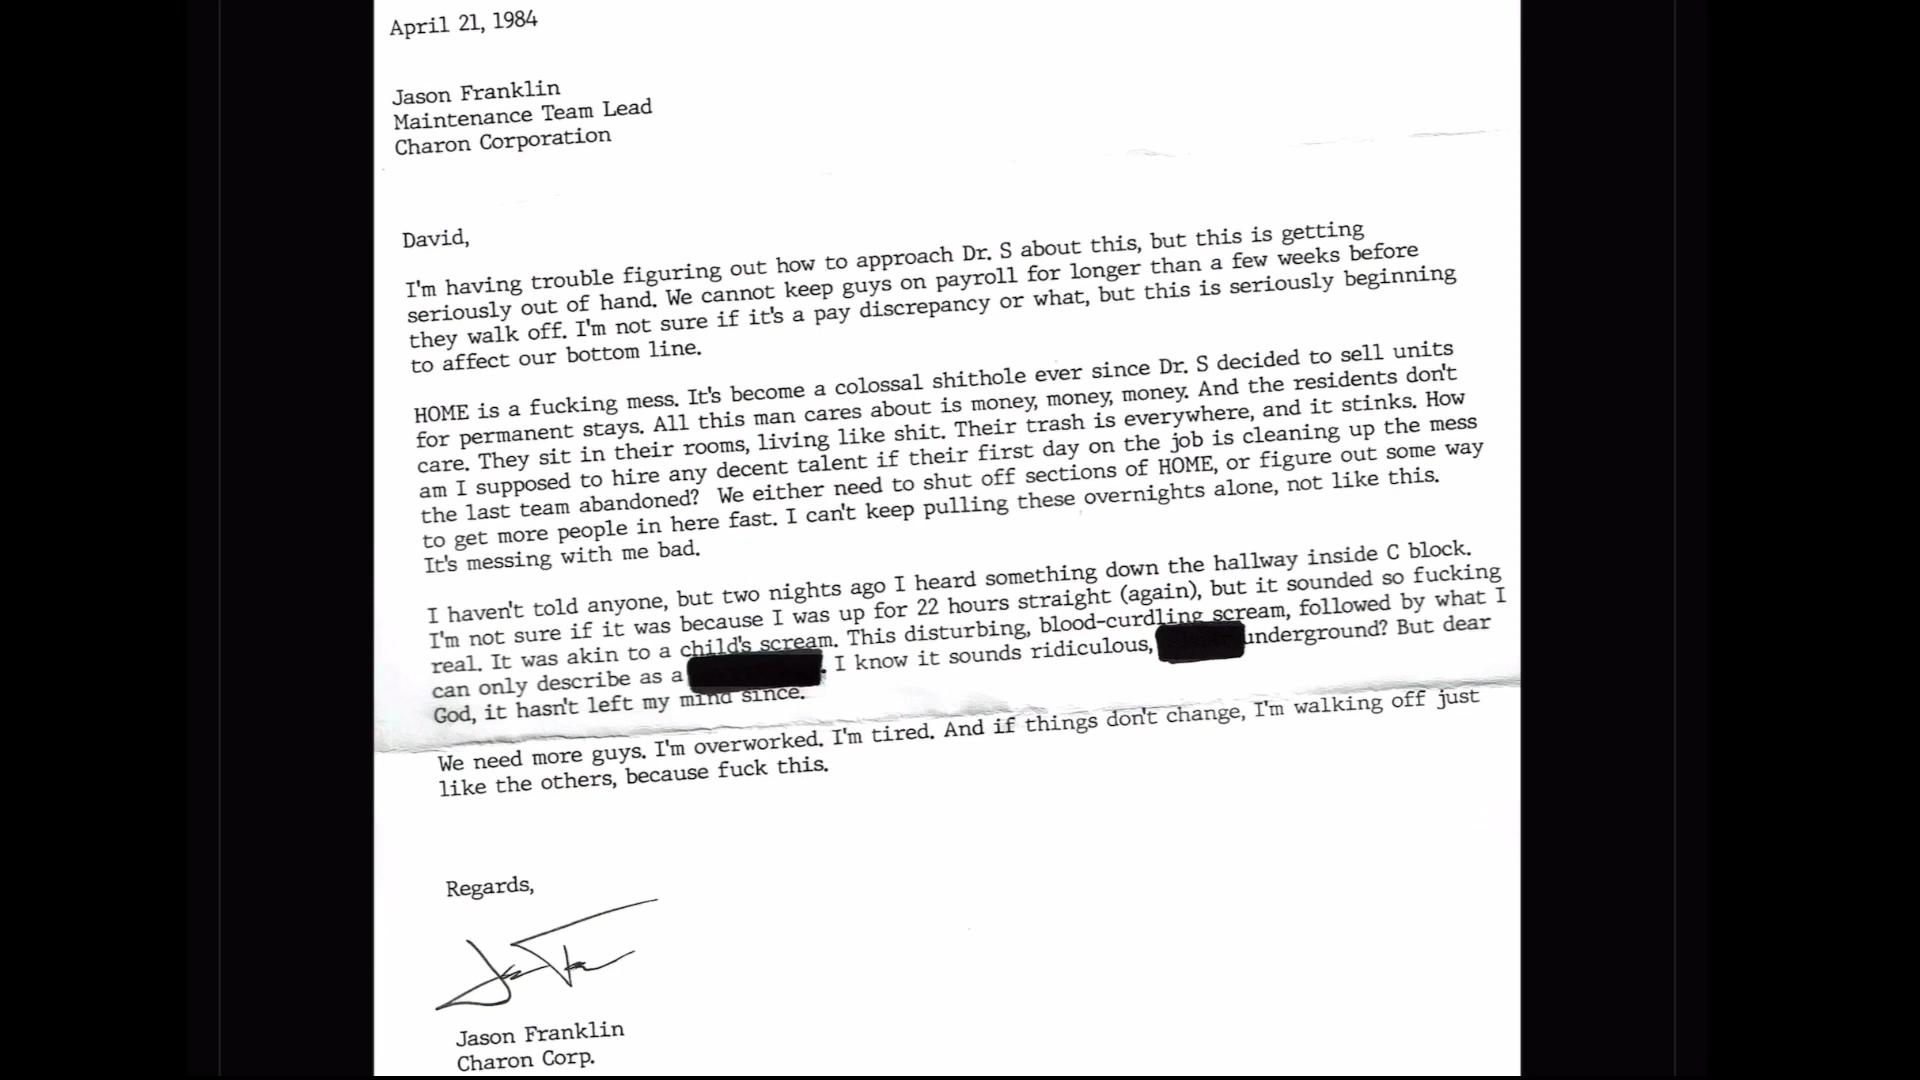 April 21, 1984
Jason Franklin
Maintenance Team Lead
Charon Corporation
David,
I'm having trouble figuring out how to approach Dr. S about this, but this is getting
seriously out of hand. We cannot keep guys on payroll for longer than a few weeks before
they walk off. I'm not sure if it's a pay discrepancy or what, but this is seriously beginning
to affect our bottom line.
HOME is a fucking mess. It's become a colossal shithole ever since Dr. S decided to sell units
for permanent stays. All this man cares about is money, money, money. And the residents don't
care. They sit in their rooms, living like shit. Their trash is everywhere, and it stinks. How
am I supposed to hire any decent talent if their first day on the job is cleaning up the mess
the last team abandoned? We either need to shut off sections of HOME, or figure out some way
to get more people in here fast. I can't keep pulling these overnights alone, not like this.
It's messing with me bad.
I haven't told anyone, but two nights ago I heard something down the hallway inside C block.
I'm not sure if it was because I was up for 22 hours straight (again), but it sounded so fucking
real. It was akin to a child's scream. This disturbing, blood-curdling scream, followed by what I
can only describe as a . I know it sounds ridiculous, underground? But dear
God, it hasn't left my mind since.
We need more guys. I'm overworked. I'm tired. And if things don't change, I'm walking off just
like the others, because fuck this.
Regards,
Jason Franklin
Charon Corp.